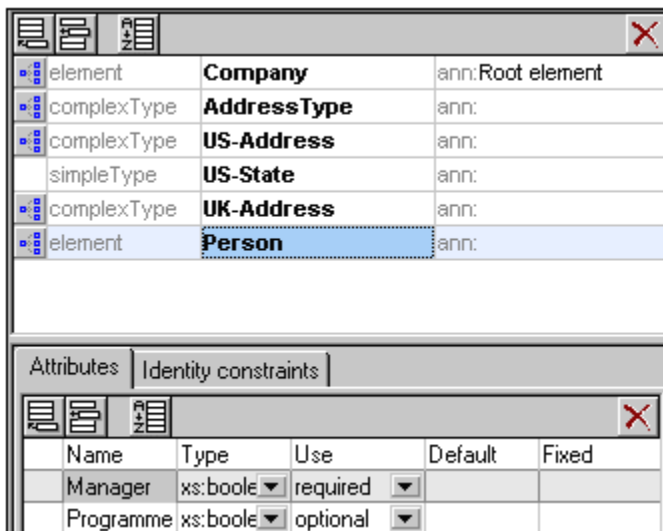 element Company ann:Root element
complexType AddressType ann:
complexType US-Address ann:
simpleType US-State ann:
complexType UK-Address ann:
element Person ann:
Attributes Identity constraints
Name Type Use Default Fixed
Manager xs:boole required
Programme xs:boole optional